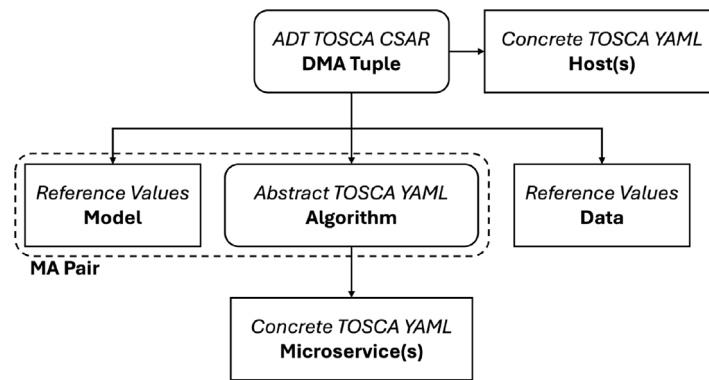 ADT TOSCA CSAR
DMA Tuple
Concrete TOSCA YAML
Host(s)
Reference Values
Model
Abstract TOSCA YAML
Algorithm
Reference Values
Data
MA Pair
Concrete TOSCA YAML
Microservice(s)